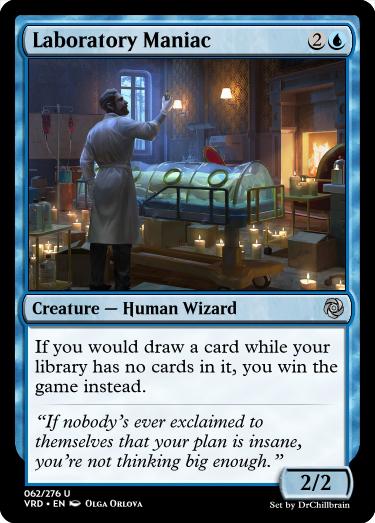 Laboratory Maniac 2
Creature — Human Wizard
If you would draw a card while your
library has no cards in it, you win the
game instead.
“If nobody’s ever exclaimed to
themselves that your plan is insane,
you’re not thinking big enough.”
2/2
062/276 U
VRD • EN Olga Orlova
Set by DrChillbrain